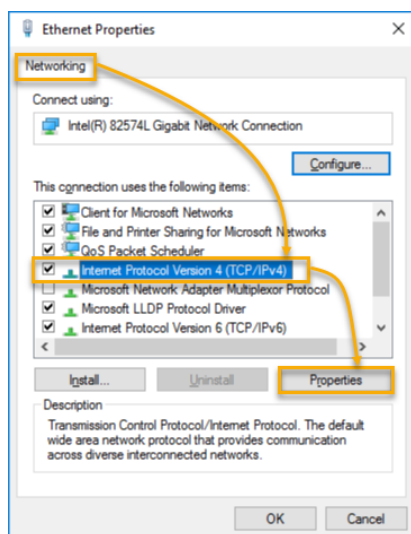 Ethernet Properties
Networking
Connect using:
Intel(R) 82574L Gigabit Network Connection
Configure...
This connection uses the following items:
Client for Microsoft Networks
File and Printer Sharing for Microsoft Networks
QoS Packet Scheduler
Internet Protocol Version 4 (TCP/IPv4)
Microsoft Network Adapter Multiplexor Protocol
Microsoft LLDP Protocol Driver
Internet Protocol Version 6 (TCP/IPv6)
Install...
Uninstall
Properties
Description
Transmission Control Protocol/Internet Protocol. The default
wide area network protocol that provides communication
across diverse interconnected networks.
OK
Cancel